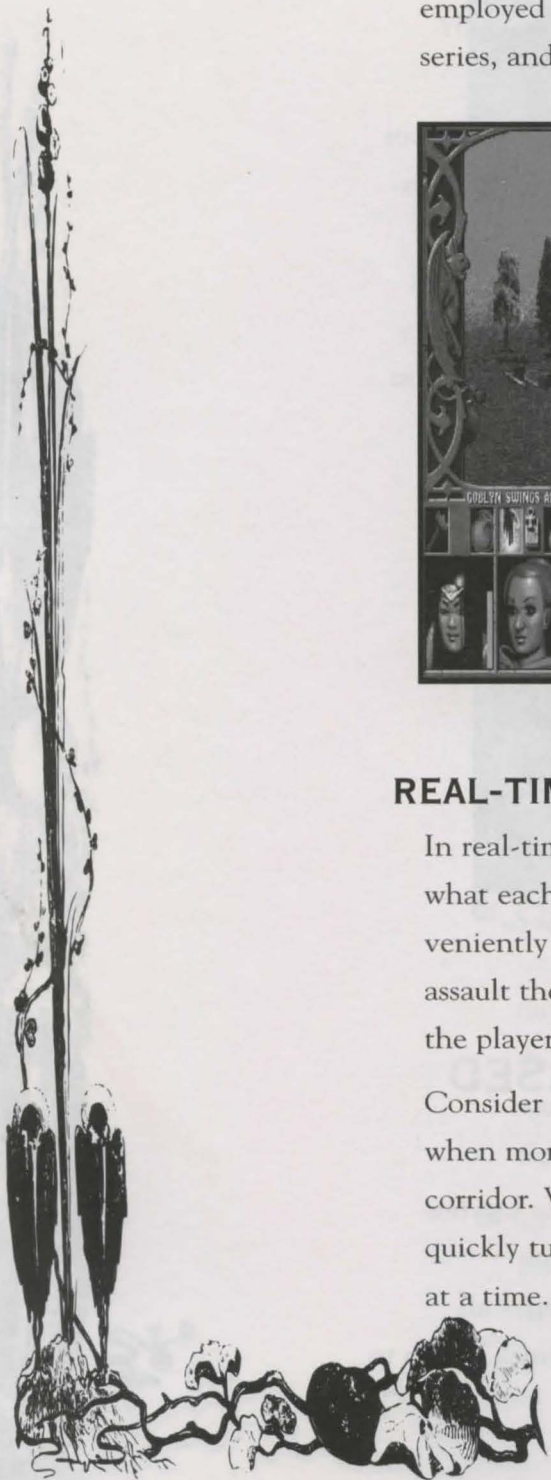 employed
series, and
GOBLYN SWINGS
REAL-TIM
In real-tim
what each
veniently
assault the
the player
Consider
when mor
corridor. V
quickly tu
at a time.